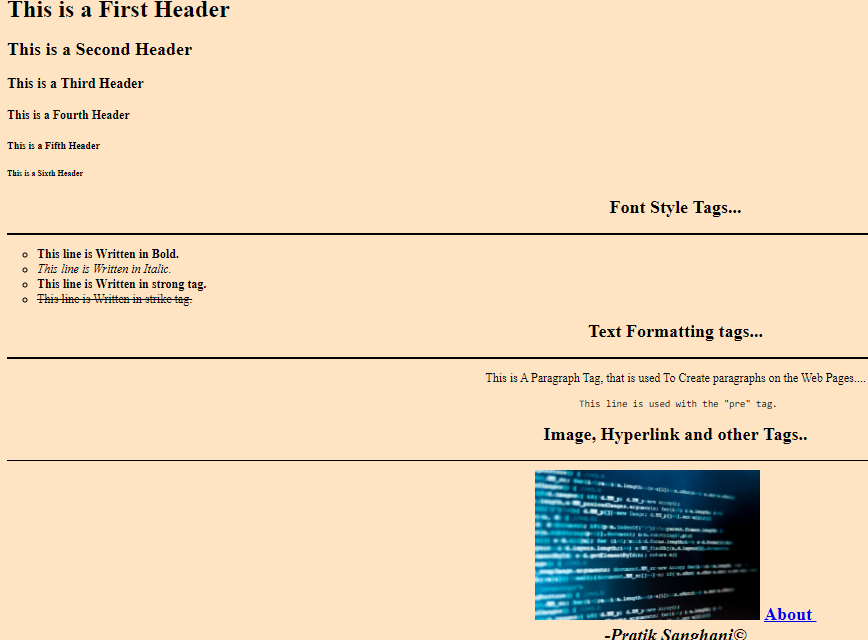 This is a First Header
This is a Second Header
This is a Third Header
This is a Fourth Header
This is a Fifth Header
This is a Sixth Header
Font Style Tags...
This line is Written in Bold.
This line is Written in Italic.
This line is Written in strong tag.
This line is Written in strike tag.
Text Formatting tags...
This is A Paragraph Tag, that is used To Create paragraphs on the Web Pages....
This line is used with the "pre" tag.
Image, Hyperlink and other Tags..
About
-Pratik Sanghani©